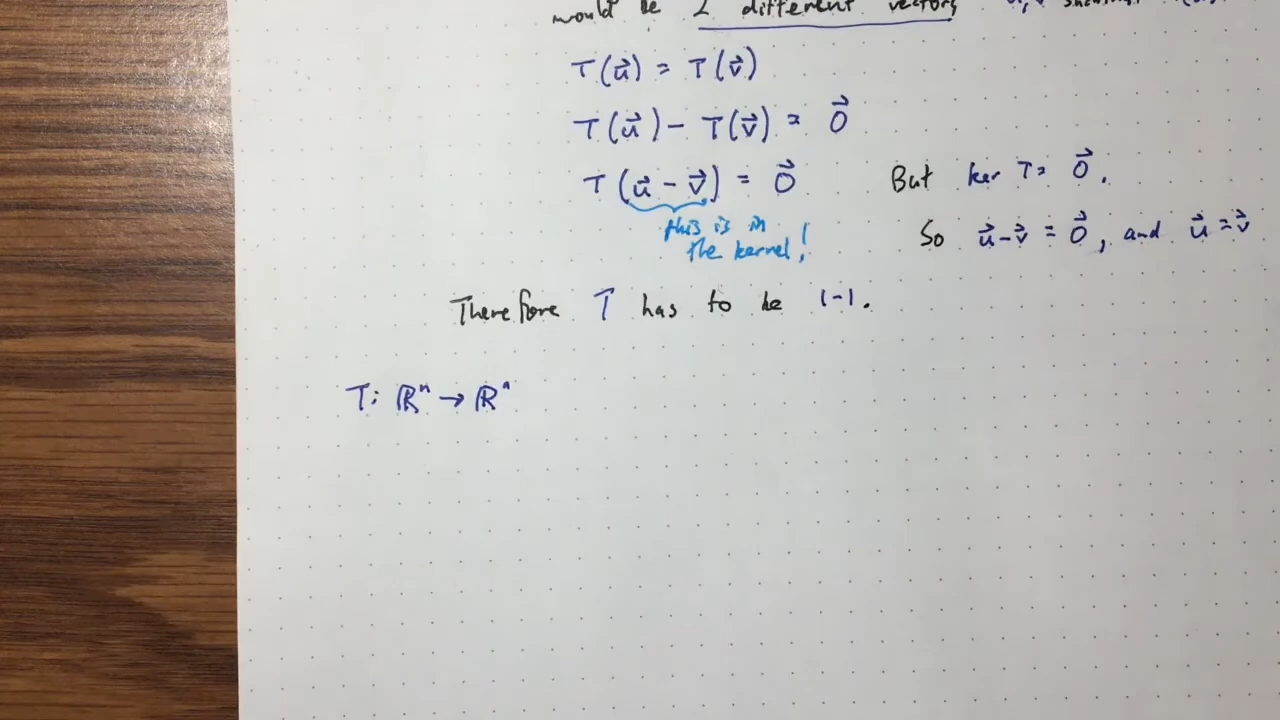 would be 2 different vectors
T(u⃗) = T(v⃗)
T(u⃗) - T(v⃗) = 0⃗
T(u⃗ - v⃗) = 0⃗ But ker T = 0⃗.
this is in
the kernel!
So u⃗-v⃗ = 0⃗, and u⃗ = v⃗
Therefore T has to be 1-1.
T: ℝⁿ → ℝⁿ